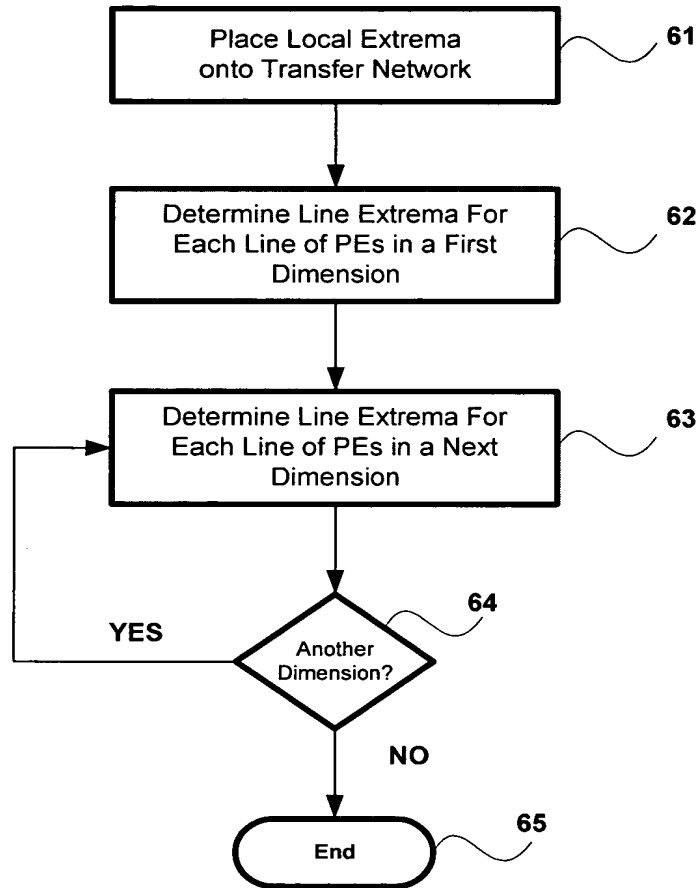 Place Local Extrema
onto Transfer Network
61
Determine Line Extrema For
Each Line of PEs in a First
Dimension
62
Determine Line Extrema For
Each Line of PEs in a Next
Dimension
63
64
YES
Another
Dimension?
NO
End
65